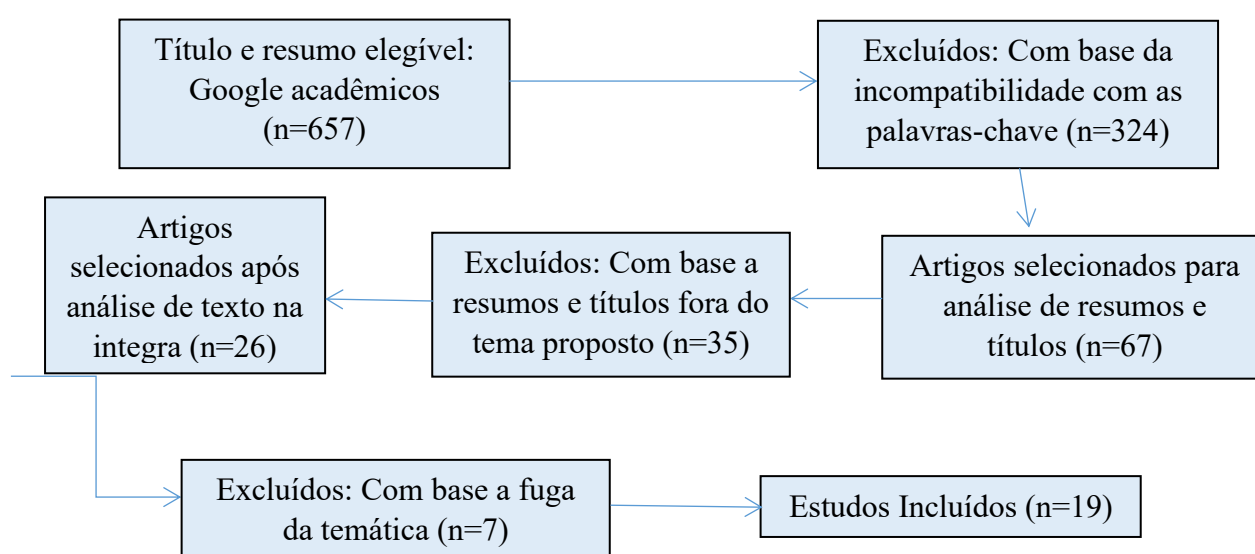 Título e resumo elegível:
Google acadêmicos
(n=657)
Excluídos: Com base da
incompatibilidade com as
palavras-chave (n=324)
Artigos selecionados para
análise de resumos e
títulos (n=67)
Excluídos: Com base a
resumos e títulos fora do
tema proposto (n=35)
Artigos
selecionados após
análise de texto na
integra (n=26)
Excluídos: Com base a fuga
da temática (n=7)
Estudos Incluídos (n=19)